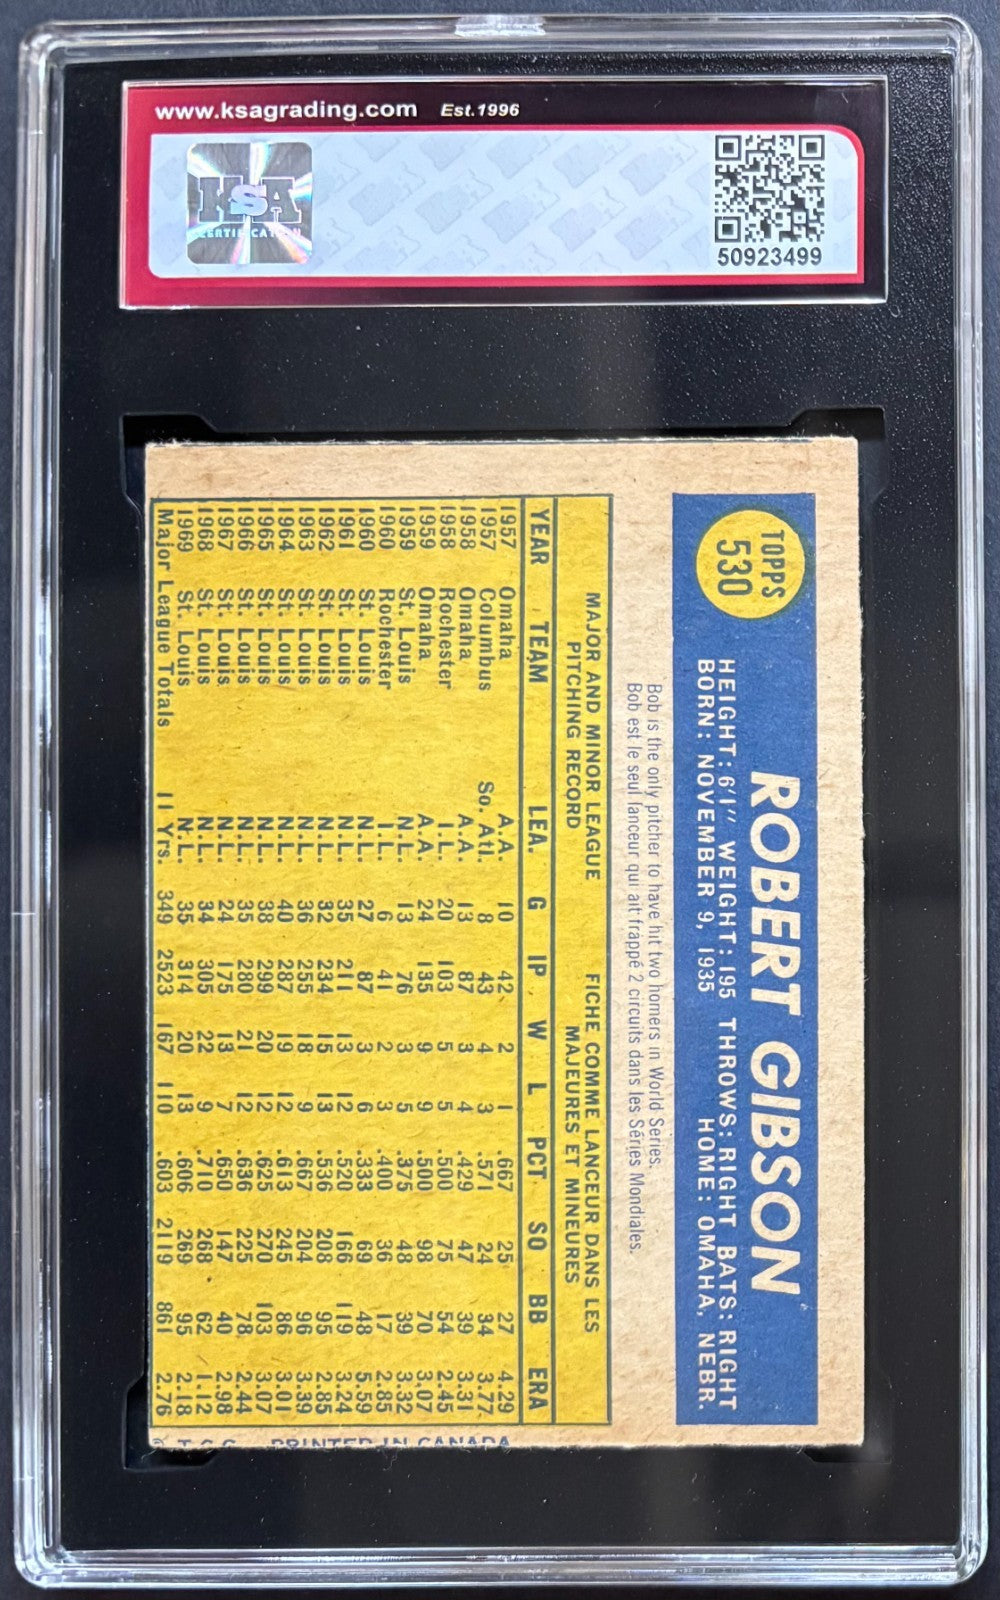 www.ksagrading.com Est.1996
KSA
CERTIFICATION
50923499
TOPPS
530
ROBERT GIBSON
HEIGHT: 6'1" WEIGHT: 195 THROWS: RIGHT BATS: RIGHT
BORN: NOVEMBER 9, 1935 HOME: OMAHA, NEBR.
Bob is the only pitcher to have hit two homers in World Series.
Bob est le seul lanceur qui ait frappé 2 circuits dans les Séries Mondiales.
MAJOR AND MINOR LEAGUE FICHE COMME LANCEUR DANS LES
PITCHING RECORD MAJEURES ET MINEURES
YEAR TEAM LEA. G IP W L PCT SO BB ERA
1957 Omaha A.A. 10 42 2 1 .667 25 27 4.29
1957 Columbus So. Atl. 8 43 4 3 .571 24 34 3.77
1958 Omaha A.A. 13 87 3 4 .429 47 39 3.31
1958 Rochester I.L. 20 103 5 5 .500 75 54 2.45
1959 Omaha A.A. 24 135 9 9 .500 98 70 3.07
1959 St. Louis N.L. 13 76 3 5 .375 48 39 3.32
1960 Rochester I.L. 6 41 2 3 .400 36 17 2.85
1960 St. Louis N.L. 27 87 3 6 .333 69 48 5.59
1961 St. Louis N.L. 35 211 13 12 .520 166 119 3.24
1962 St. Louis N.L. 32 234 15 13 .536 208 95 2.85
1963 St. Louis N.L. 36 255 18 9 .667 204 96 3.39
1964 St. Louis N.L. 40 287 19 12 .613 245 86 3.01
1965 St. Louis N.L. 38 299 20 12 .625 270 103 3.07
1966 St. Louis N.L. 35 280 21 12 .636 225 78 2.44
1967 St. Louis N.L. 24 175 13 7 .650 147 40 2.98
1968 St. Louis N.L. 34 305 22 9 .710 268 62 1.12
1969 St. Louis N.L. 35 314 20 13 .606 269 95 2.18
Major League Totals 11 Yrs. 349 2523 167 110 .603 2119 861 2.76
PRINTED IN CANADA